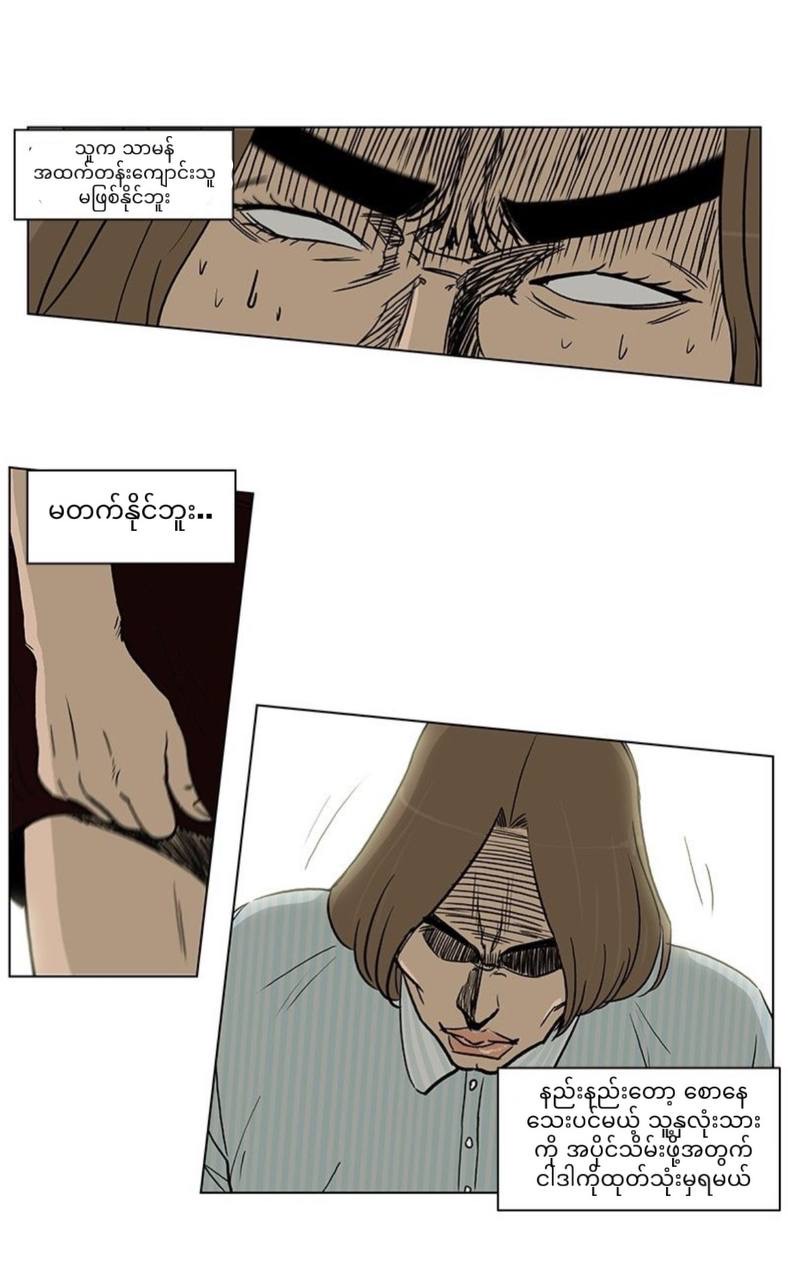 သူက သာမန်
အထက်တန်းကျောင်းသူ
မဖြစ်နိုင်ဘူး
မတက်နိုင်ဘူး..
နည်းနည်းတော့ စောနေ
သေးပင်မယ့် သူ့နှလုံးသား
ကို အပိုင်သိမ်းဖို့အတွက်
ငါဒါကိုထုတ်သုံးမှရမယ်